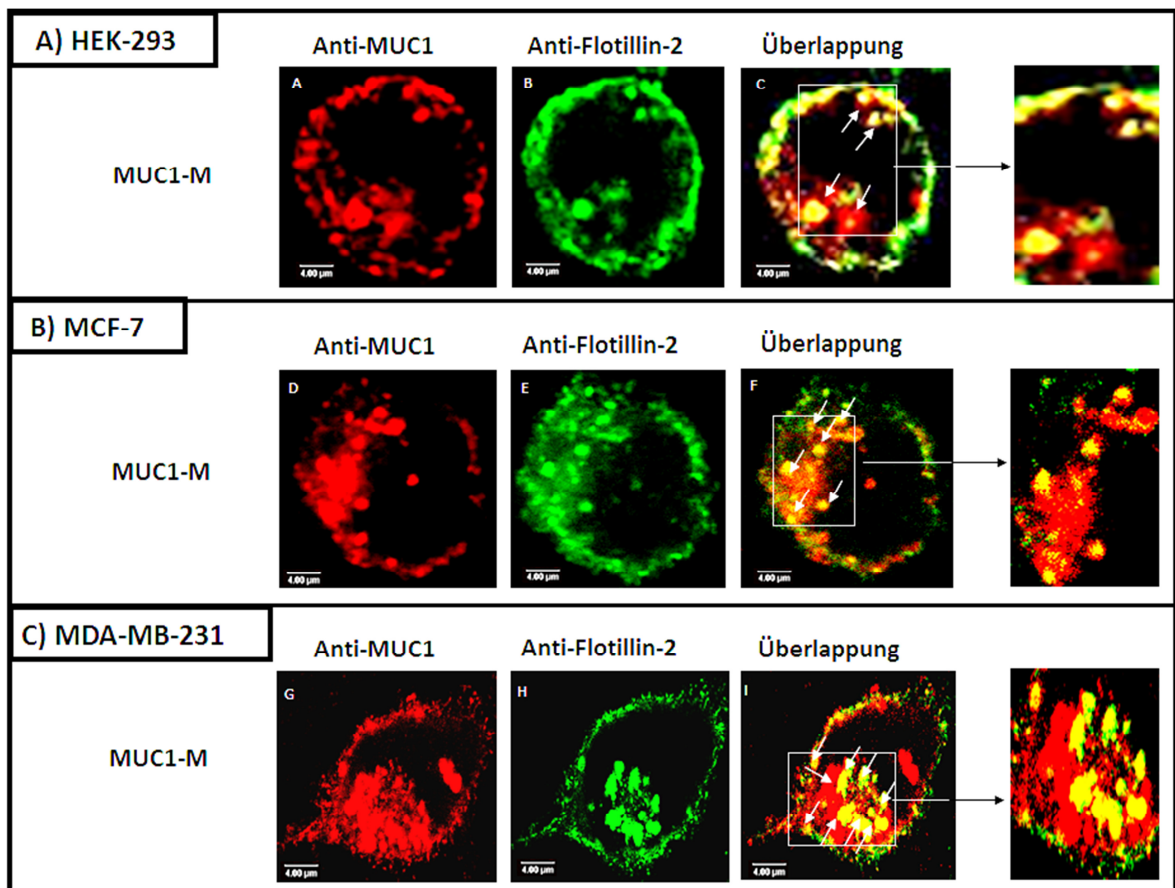 A) HEK-293
Anti-MUC1 Anti-Flotillin-2 Überlappung
MUC1-M
A B C
4.00 µm 4.00 µm 4.00 µm
B) MCF-7
Anti-MUC1 Anti-Flotillin-2 Überlappung
MUC1-M
D E F
4.00 µm 4.00 µm 4.00 µm
C) MDA-MB-231
Anti-MUC1 Anti-Flotillin-2 Überlappung
MUC1-M
G H I
4.00 µm 4.00 µm 4.00 µm